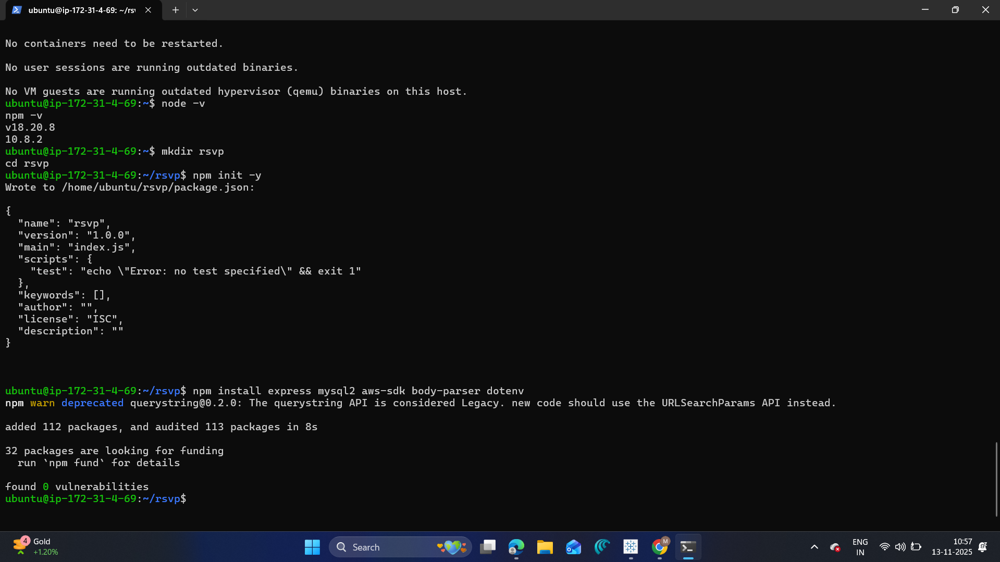 ubuntu@ip-172-31-4-69: ~/rsv
No containers need to be restarted.
No user sessions are running outdated binaries.
No VM guests are running outdated hypervisor (qemu) binaries on this host.
ubuntu@ip-172-31-4-69:~$ node -v
npm -v
v18.20.8
10.8.2
ubuntu@ip-172-31-4-69:~$ mkdir rsvp
cd rsvp
ubuntu@ip-172-31-4-69:~/rsvp$ npm init -y
Wrote to /home/ubuntu/rsvp/package.json:
{
  "name": "rsvp",
  "version": "1.0.0",
  "main": "index.js",
  "scripts": {
    "test": "echo \"Error: no test specified\" && exit 1"
  },
  "keywords": [],
  "author": "",
  "license": "ISC",
  "description": ""
}
ubuntu@ip-172-31-4-69:~/rsvp$ npm install express mysql2 aws-sdk body-parser dotenv
npm warn deprecated querystring@0.2.0: The querystring API is considered Legacy. new code should use the URLSearchParams API instead.
added 112 packages, and audited 113 packages in 8s
32 packages are looking for funding
  run `npm fund` for details
found 0 vulnerabilities
ubuntu@ip-172-31-4-69:~/rsvp$
4
Gold
+1.20%
Search
M
ENG
IN
10:57
13-11-2025